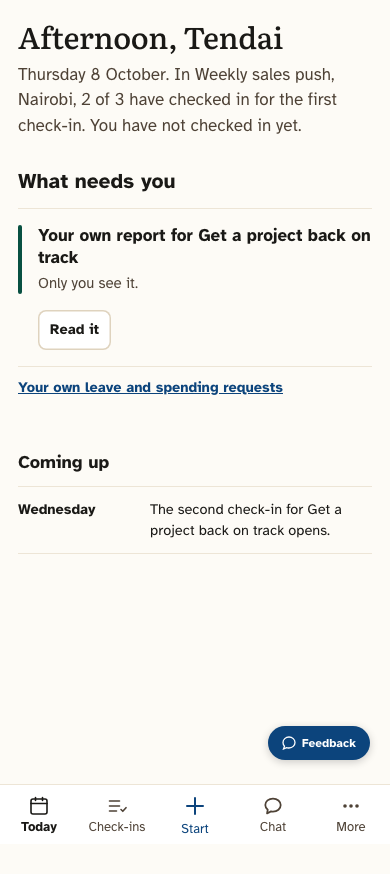 Afternoon, Tendai
Thursday 8 October. In Weekly sales push,
Nairobi, 2 of 3 have checked in for the first
check-in. You have not checked in yet.
What needs you
Your own report for Get a project back on
track
Only you see it.
Read it
Your own leave and spending requests
Coming up
Wednesday
The second check-in for Get a
project back on track opens.
Feedback
Today
Check-ins
Start
Chat
More